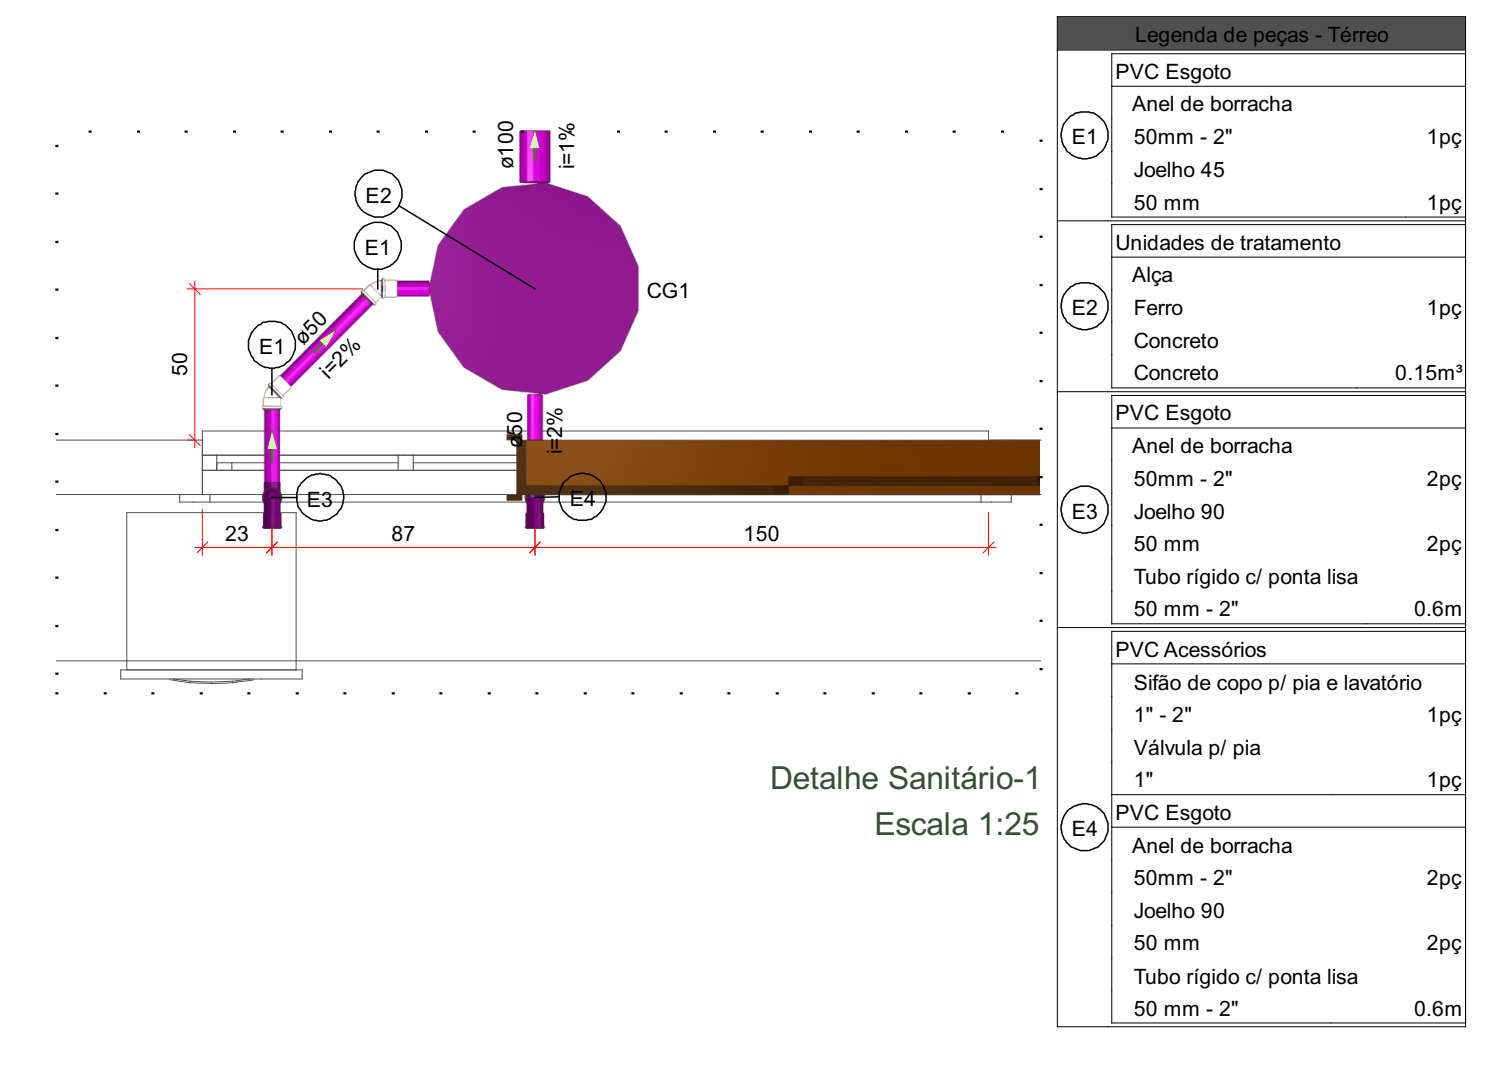 ø100
i=1%
E2
E1
CG1
ø50
i=2%
E1
50
ø50
i=2%
E3
E4
23
87
150
Detalhe Sanitário-1
Escala 1:25
Legenda de peças - Térreo
E1
PVC Esgoto
Anel de borracha
50mm - 2" 1pç
Joelho 45
50 mm 1pç
E2
Unidades de tratamento
Alça
Ferro 1pç
Concreto
Concreto 0.15m³
E3
PVC Esgoto
Anel de borracha
50mm - 2" 2pç
Joelho 90
50 mm 2pç
Tubo rígido c/ ponta lisa
50 mm - 2" 0.6m
E4
PVC Acessórios
Sifão de copo p/ pia e lavatório
1" - 2" 1pç
Válvula p/ pia
1" 1pç
PVC Esgoto
Anel de borracha
50mm - 2" 2pç
Joelho 90
50 mm 2pç
Tubo rígido c/ ponta lisa
50 mm - 2" 0.6m